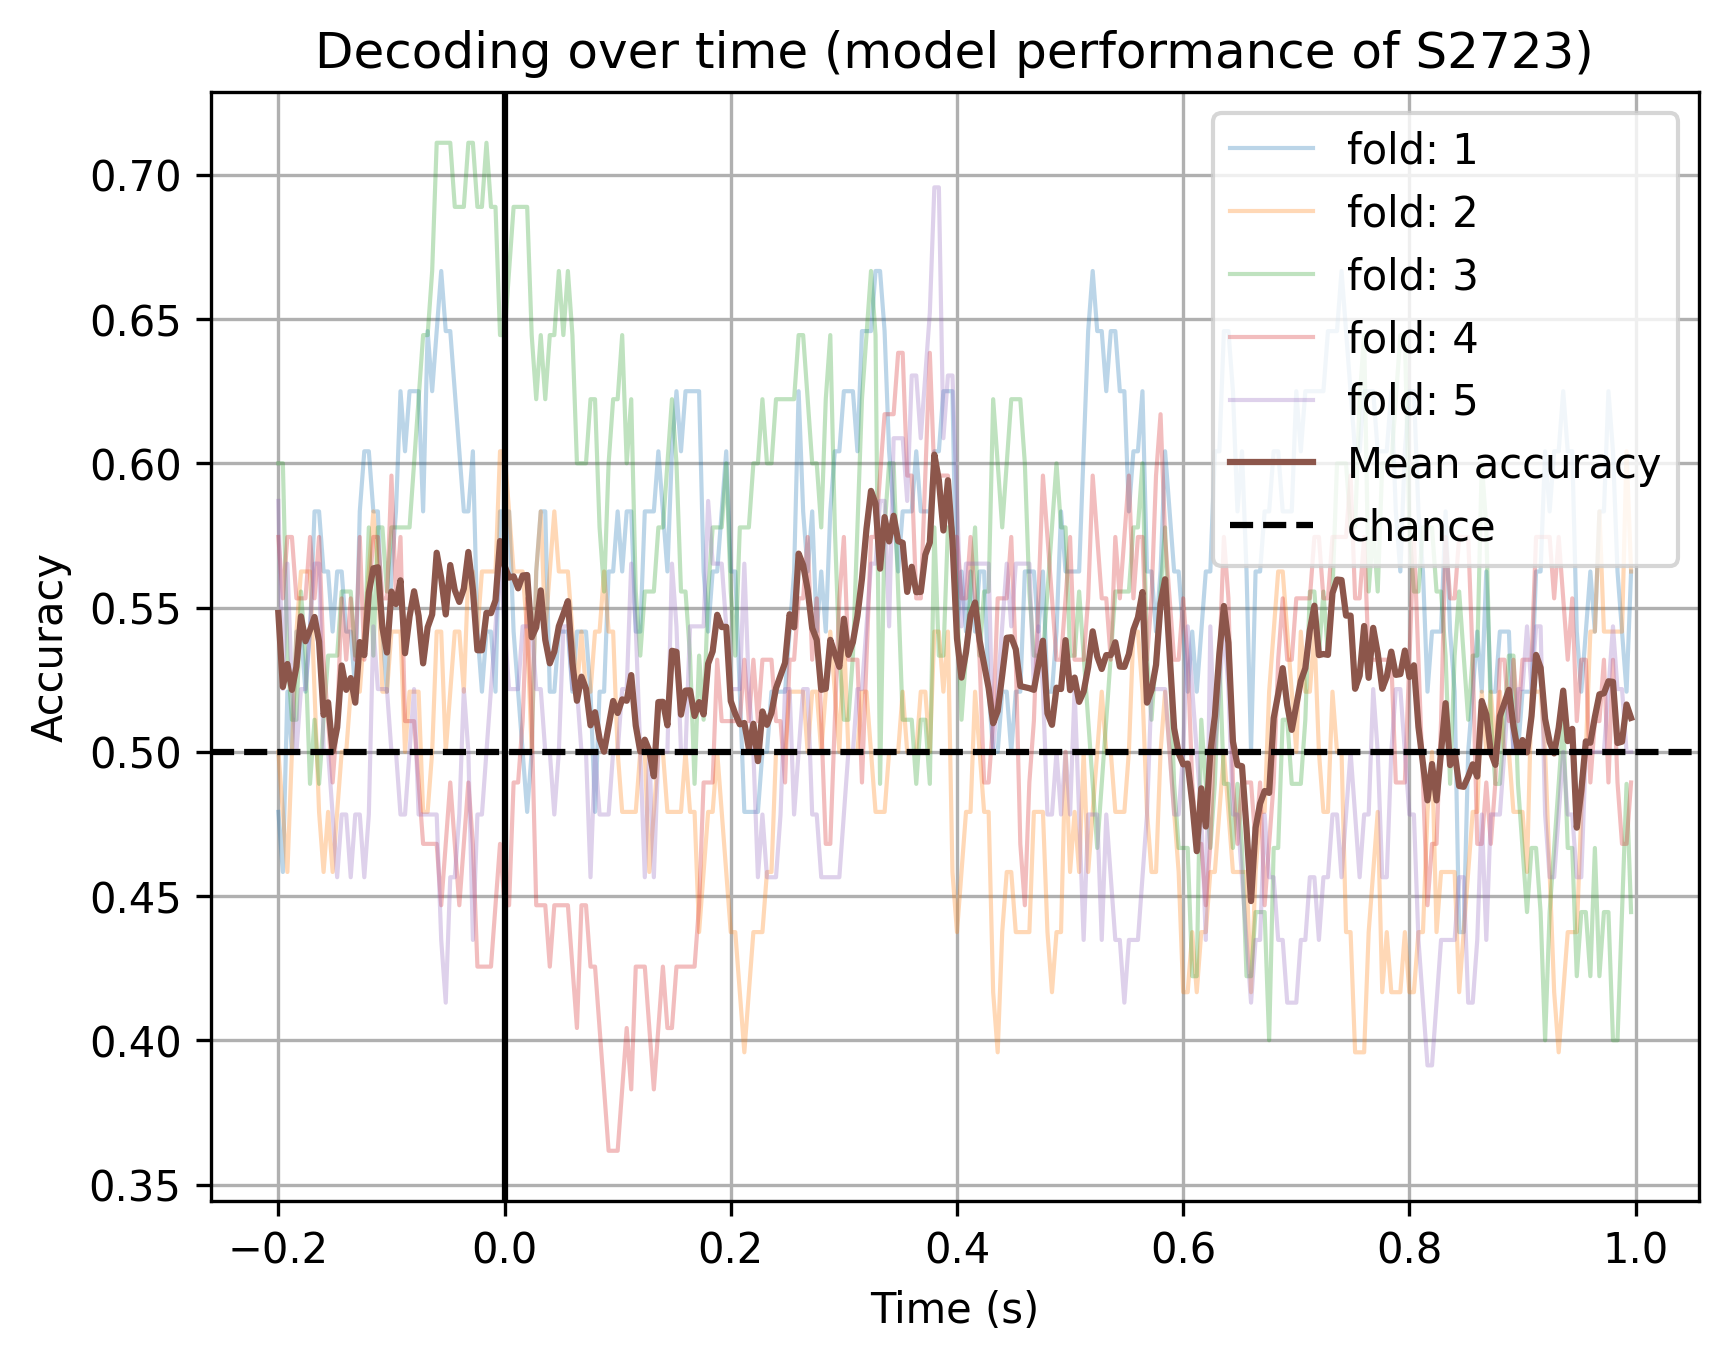 Decoding over time (model performance of S2723)
Accuracy
0.70
0.65
0.60
0.55
0.50
0.45
0.40
0.35
fold: 1
fold: 2
fold: 3
fold: 4
fold: 5
Mean accuracy
chance
−0.2 0.0 0.2 0.4 0.6 0.8 1.0
Time (s)